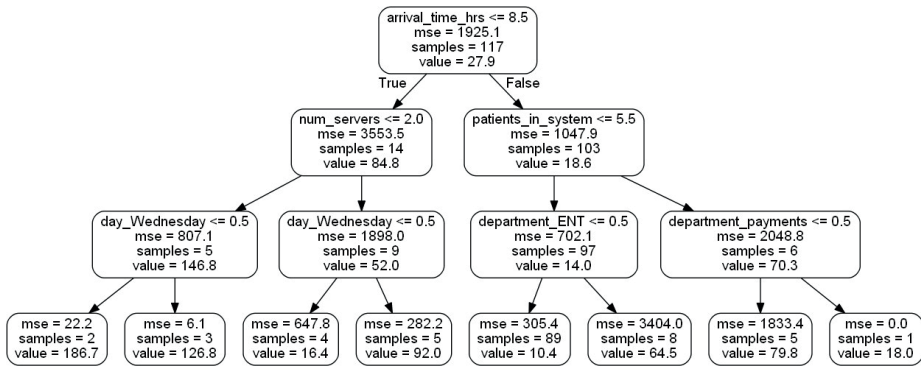 arrival_time_hrs <= 8.5
mse = 1925.1
samples = 117
value = 27.9
True
False
num_servers <= 2.0
mse = 3553.5
samples = 14
value = 84.8
patients_in_system <= 5.5
mse = 1047.9
samples = 103
value = 18.6
day_Wednesday <= 0.5
mse = 807.1
samples = 5
value = 146.8
day_Wednesday <= 0.5
mse = 1898.0
samples = 9
value = 52.0
department_ENT <= 0.5
mse = 702.1
samples = 97
value = 14.0
department_payments <= 0.5
mse = 2048.8
samples = 6
value = 70.3
mse = 22.2
samples = 2
value = 186.7
mse = 6.1
samples = 3
value = 126.8
mse = 647.8
samples = 4
value = 16.4
mse = 282.2
samples = 5
value = 92.0
mse = 305.4
samples = 89
value = 10.4
mse = 3404.0
samples = 8
value = 64.5
mse = 1833.4
samples = 5
value = 79.8
mse = 0.0
samples = 1
value = 18.0